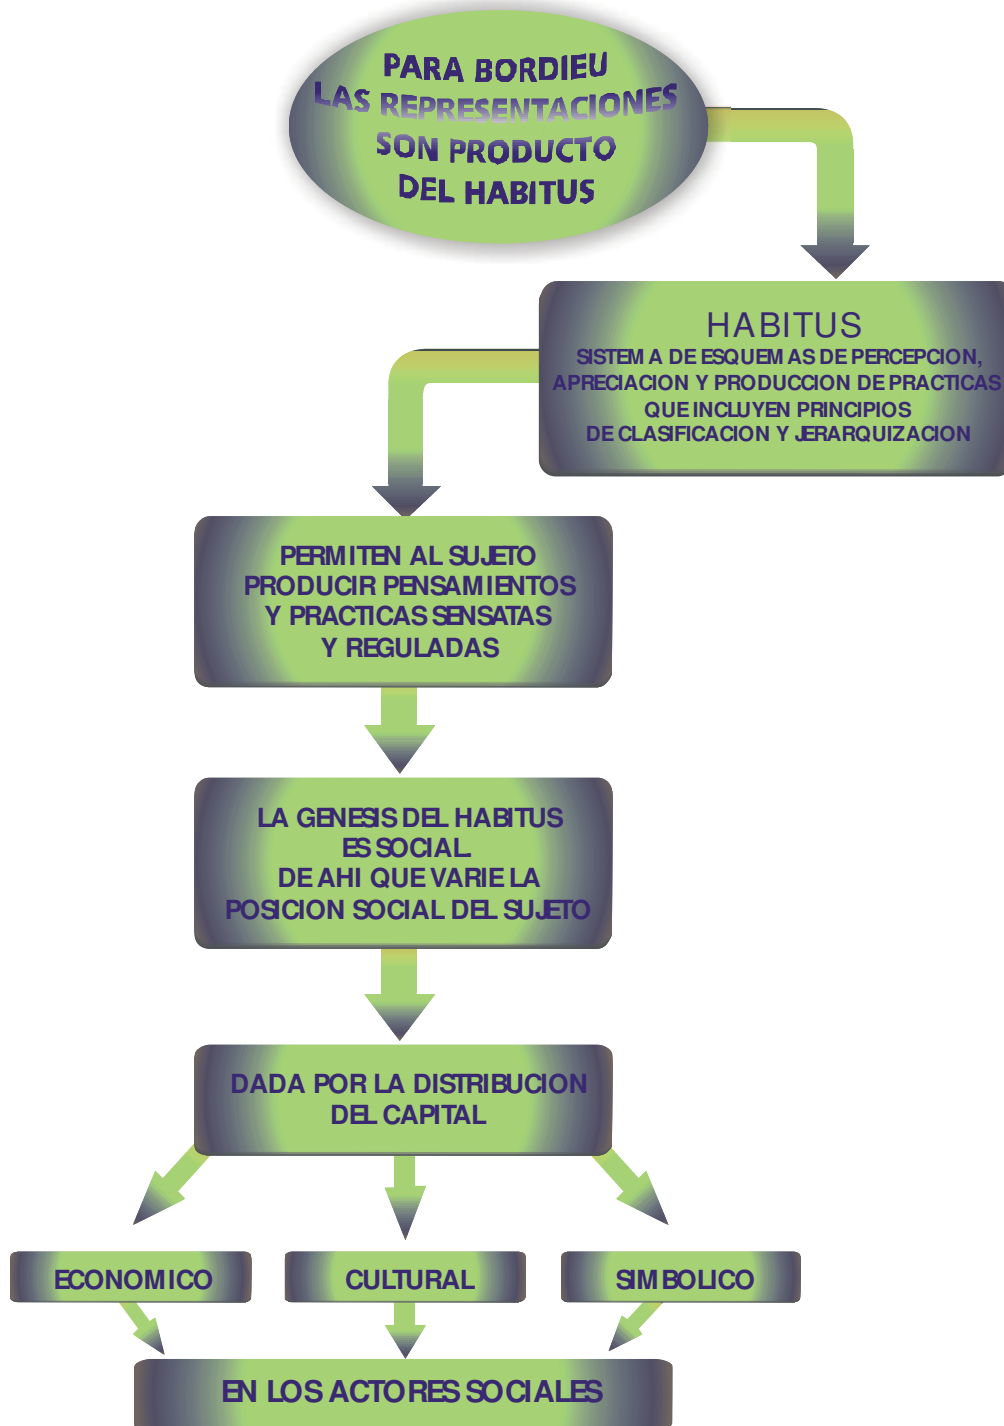 PARA BORDIEU
LAS REPRESENTACIONES
SON PRODUCTO
DEL HABITUS
HABITUS
SISTEMA DE ESQUEMAS DE PERCEPCION,
APRECIACION Y PRODUCCION DE PRACTICAS
QUE INCLUYEN PRINCIPIOS
DE CLASIFICACION Y JERARQUIZACION
PERMITEN AL SUJETO
PRODUCIR PENSAMIENTOS
Y PRACTICAS SENSATAS
Y REGULADAS
LA GENESIS DEL HABITUS
ES SOCIAL.
DE AHI QUE VARIE LA
POSICION SOCIAL DEL SUJETO
DADA POR LA DISTRIBUCION
DEL CAPITAL
ECONOMICO
CULTURAL
SIMBOLICO
EN LOS ACTORES SOCIALES